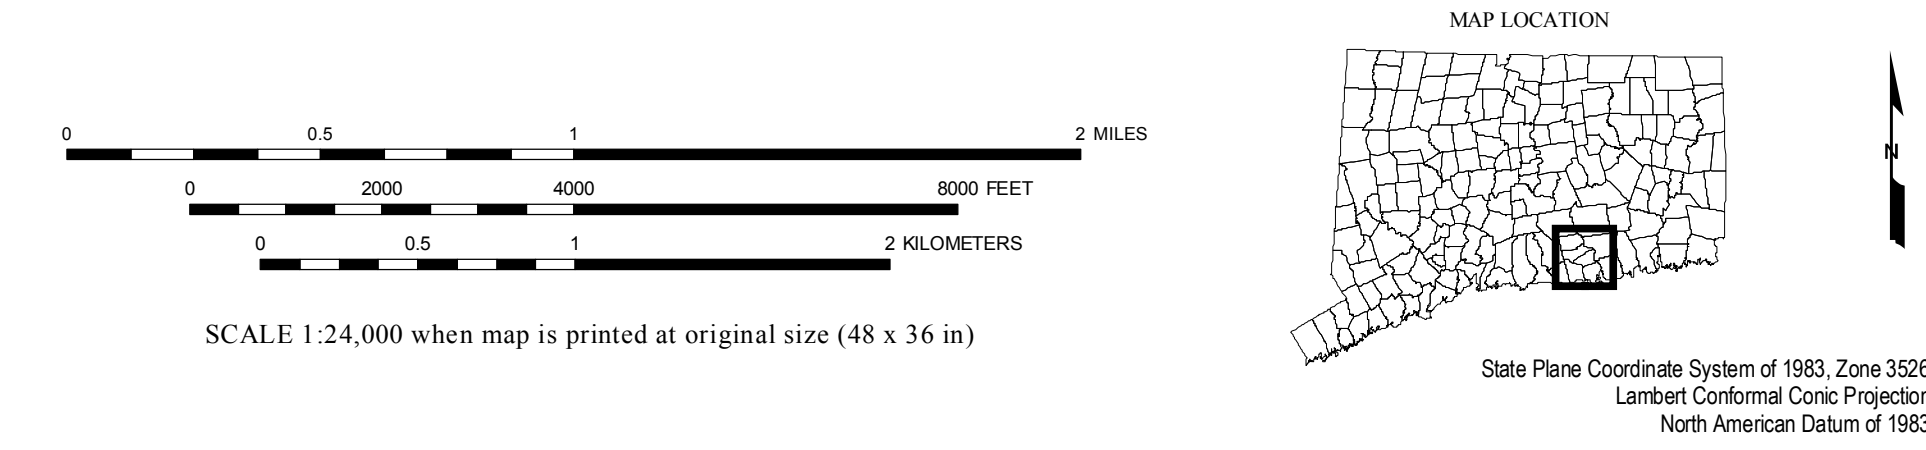 MAP LOCATION
0 0.5 1 2 MILES
0 2000 4000 8000 FEET
0 0.5 1 2 KILOMETERS
SCALE 1:24,000 when map is printed at original size (48 x 36 in)
N
State Plane Coordinate System of 1983, Zone 3526
Lambert Conformal Conic Projection
North American Datum of 1983